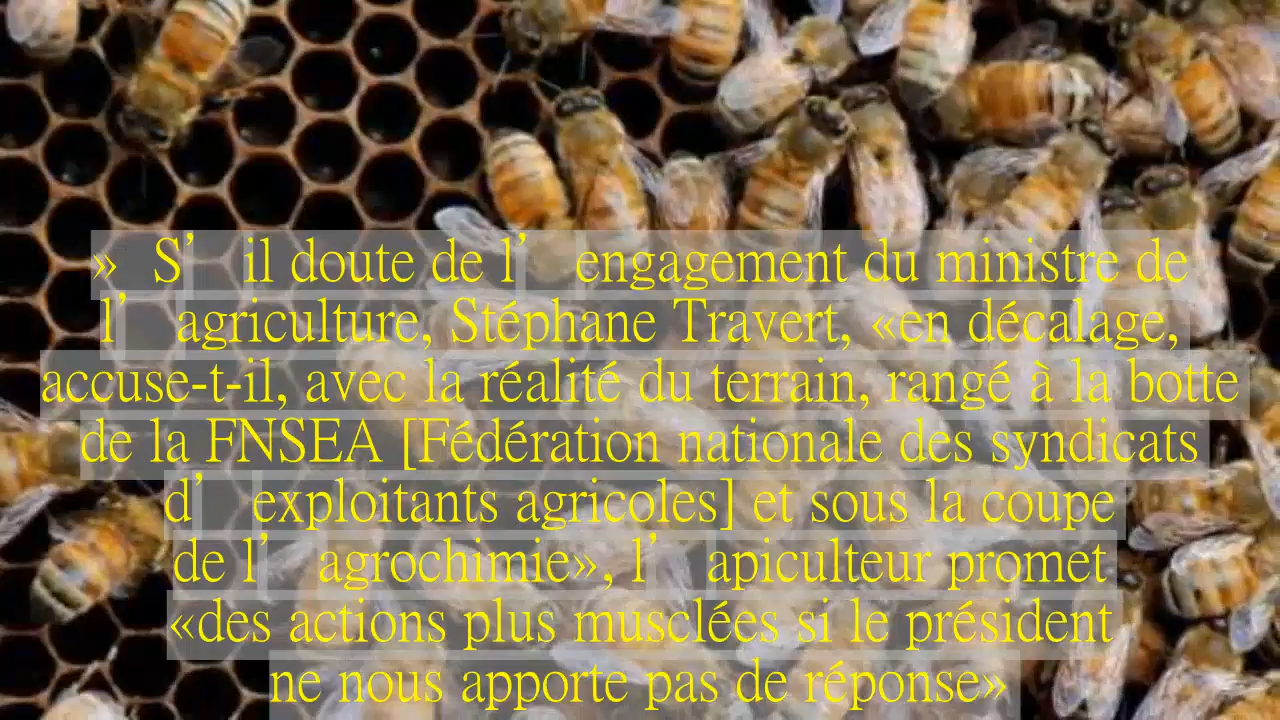 » S’ il doute de l’ engagement du ministre de
l’ agriculture, Stéphane Travert, «en décalage,
accuse-t-il, avec la réalité du terrain, rangé à la botte
de la FNSEA [Fédération nationale des syndicats
d’ exploitants agricoles] et sous la coupe
de l’ agrochimie», l’ apiculteur promet
«des actions plus musclées si le président
ne nous apporte pas de réponse»